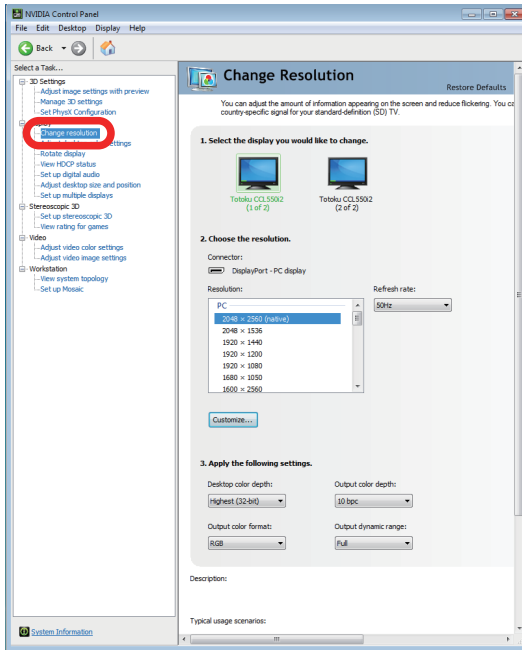 NVIDIA Control Panel
File Edit Desktop Display Help
Back
Select a Task...
3D Settings
Adjust image settings with preview
Manage 3D settings
Set PhysX Configuration
Change resolution
settings
Rotate display
View HDCP status
Set up digital audio
Adjust desktop size and position
Set up multiple displays
Stereoscopic 3D
Set up stereoscopic 3D
View rating for games
Video
Adjust video color settings
Adjust video image settings
Workstation
View system topology
Set up Mosaic
System Information
Change Resolution
Restore Defaults
You can adjust the amount of information appearing on the screen and reduce flickering. You ca
country-specific signal for your standard-definition (SD) TV.
1. Select the display you would like to change.
Totoku CCL550i2 Totoku CCL550i2
(1 of 2) (2 of 2)
2. Choose the resolution.
Connector:
DisplayPort - PC display
Resolution: Refresh rate:
PC 50Hz
2048 × 2560 (native)
2048 × 1536
1920 × 1440
1920 × 1200
1920 × 1080
1680 × 1050
1600 × 2560
Customize...
3. Apply the following settings.
Desktop color depth: Output color depth:
Highest (32-bit) 10 bpc
Output color format: Output dynamic range:
RGB Full
Description:
Typical usage scenarios: